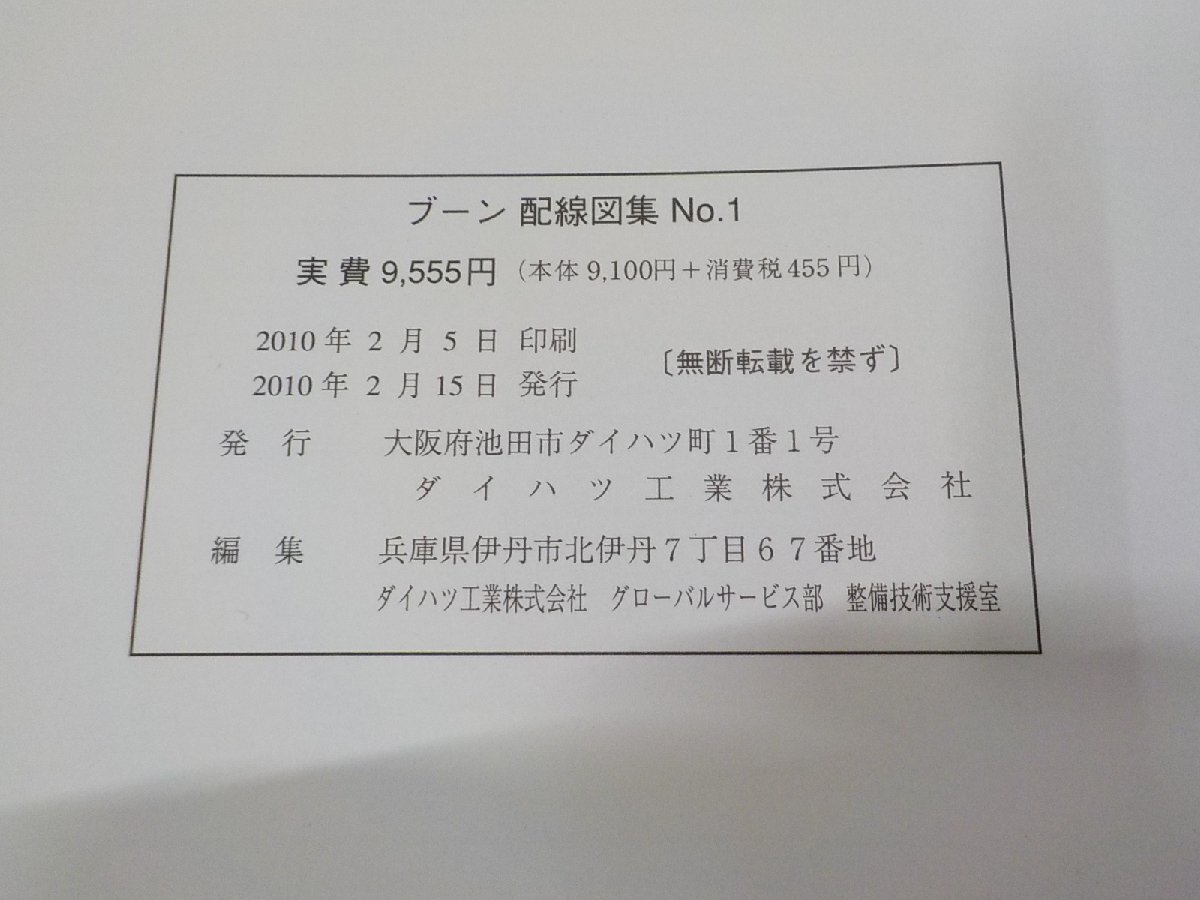 ブーン 配線図集 No.1
実 費 9,555円 (本体 9,100円+消費税 455円)
2010 年 2 月 5 日 印刷
2010 年 2 月 15日 発行
〔無断転載を禁ず〕
発 行 大阪府池田市ダイハツ町1番1号
ダ イ ハ ツ 工 業 株 式 会 社
編 集 兵庫県伊丹市北伊丹7丁目67番地
ダイハツ工業株式会社 グローバルサービス部 整備技術支援室